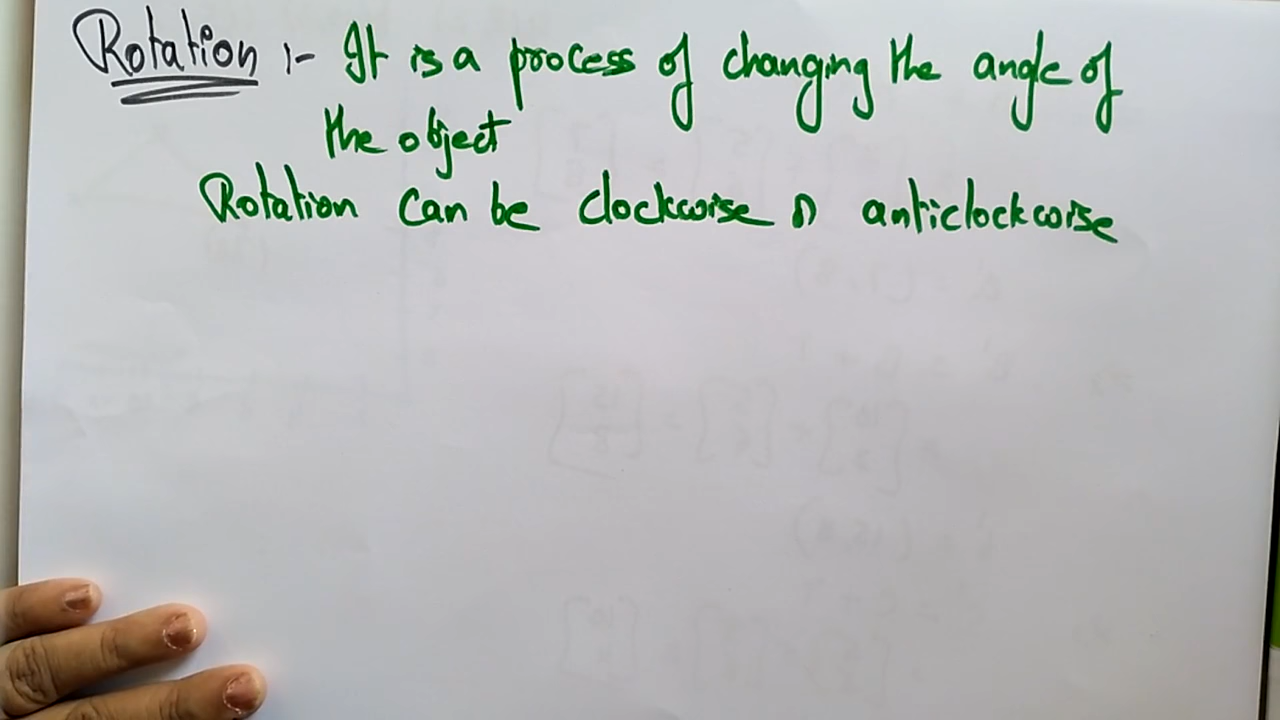 Rotation :- It is a process of changing the angle of
the object
Rotation can be clockwise or anticlockwise